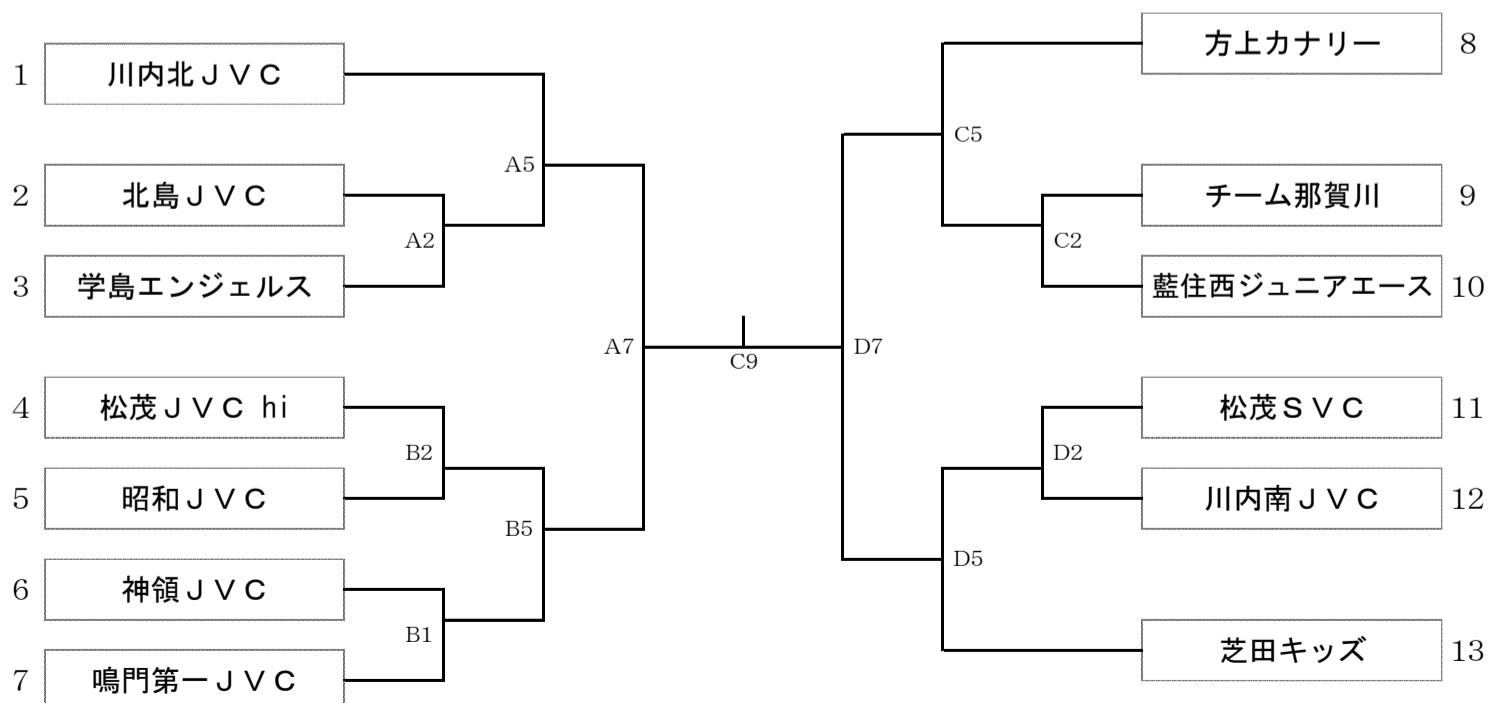 1 川内北ＪＶＣ
2 北島ＪＶＣ
3 学島エンジェルス
4 松茂ＪＶＣ hi
5 昭和ＪＶＣ
6 神領ＪＶＣ
7 鳴門第一ＪＶＣ
A5
A2
B2
B5
B1
A7
C9
D7
C5
C2
D2
D5
方上カナリー 8
チーム那賀川 9
藍住西ジュニアエース 10
松茂ＳＶＣ 11
川内南ＪＶＣ 12
芝田キッズ 13